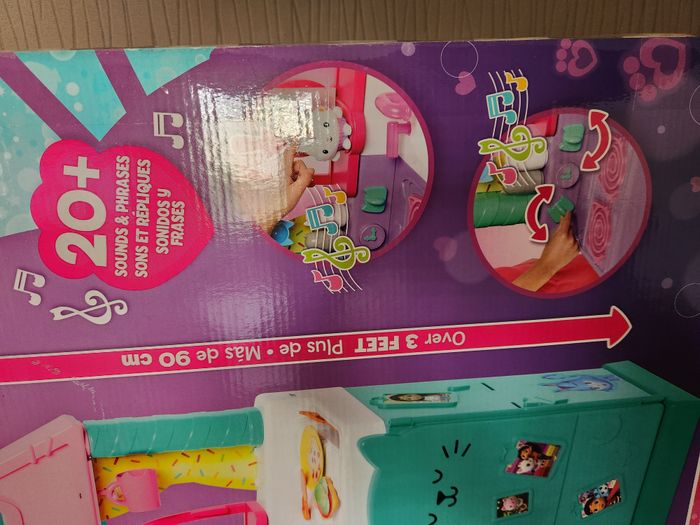 20+
SOUNDS & PHRASES
SONS ET RÉPLIQUES
SONIDOS Y
FRASES
Over 3 FEET Plus de • Más de 90 cm